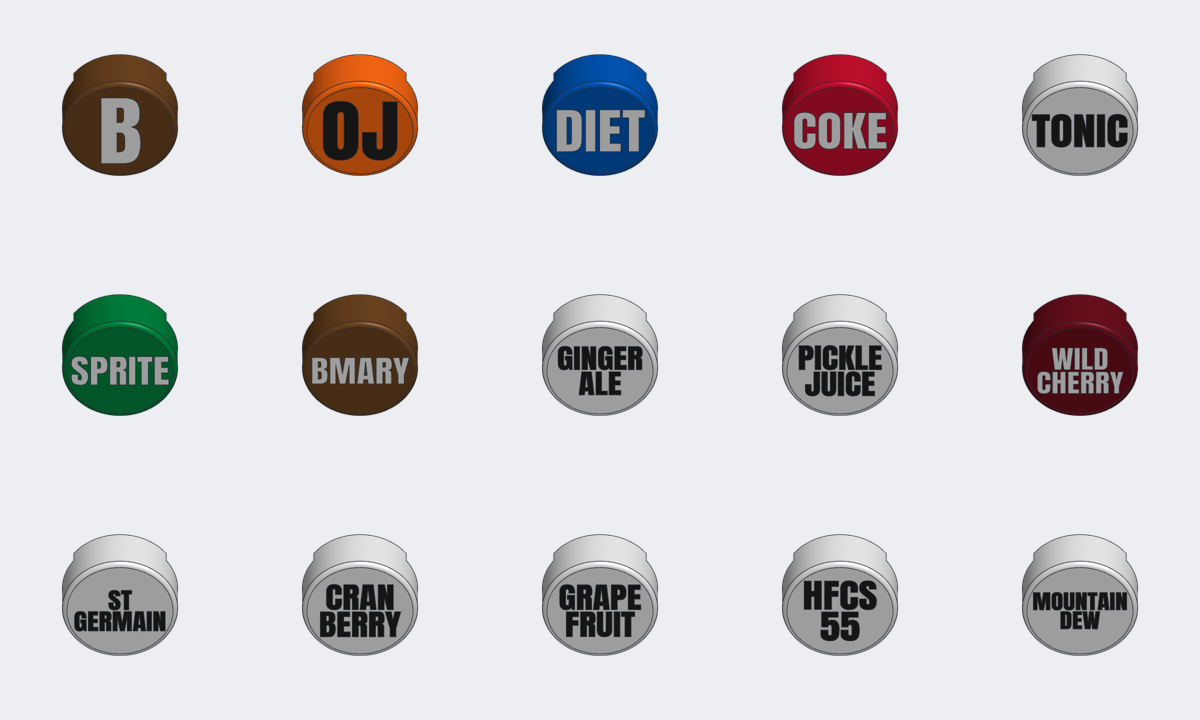 B
OJ
DIET
COKE
TONIC
SPRITE
BMARY
GINGER
ALE
PICKLE
JUICE
WILD
CHERRY
ST
GERMAIN
CRAN
BERRY
GRAPE
FRUIT
HFCS
55
MOUNTAIN
DEW